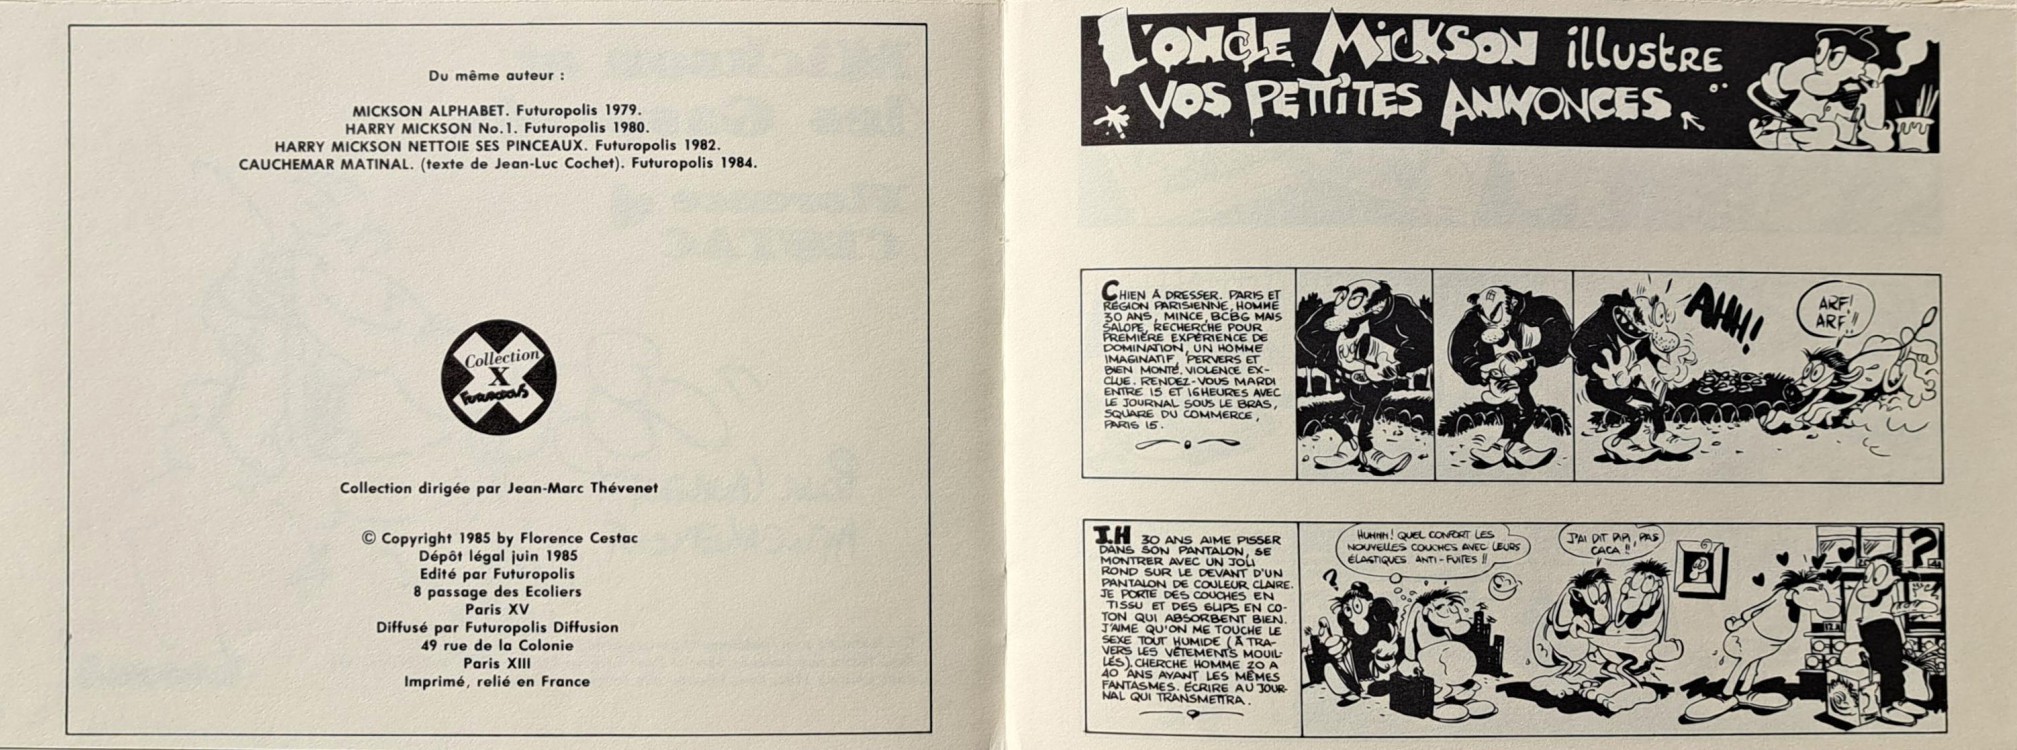 Du même auteur :
MICKSON ALPHABET. Futuropolis 1979.
HARRY MICKSON No.1. Futuropolis 1980.
HARRY MICKSON NETTOIE SES PINCEAUX. Futuropolis 1982.
CAUCHEMAR MATINAL. (texte de Jean-Luc Cochet). Futuropolis 1984.
Collection
X
FUTUROPOLIS
Collection dirigée par Jean-Marc Thévenet
© Copyright 1985 by Florence Cestac
Dépôt légal juin 1985
Edité par Futuropolis
8 passage des Ecoliers
Paris XV
Diffusé par Futuropolis Diffusion
49 rue de la Colonie
Paris XIII
Imprimé, relié en France
L'ONCLE MICKSON ILLUSTRE
VOS PETITES ANNONCES..
CHIEN À DRESSER. PARIS ET
RÉGION PARISIENNE, HOMME
30 ANS, MINCE, BCBG MAIS
SALOPE, RECHERCHE POUR
PREMIÈRE EXPÉRIENCE DE
DOMINATION, UN HOMME
IMAGINATIF, PERVERS ET
BIEN MONTÉ. VIOLENCE EX-
CLUE. RENDEZ-VOUS MARDI
ENTRE 15 ET 16HEURES AVEC
LE JOURNAL SOUS LE BRAS,
SQUARE DU COMMERCE,
PARIS 15.
AHH!
ARF!
ARF!!
J.H 30 ANS AIME PISSER
DANS SON PANTALON, SE
MONTRER AVEC UN JOLI
ROND SUR LE DEVANT D'UN
PANTALON DE COULEUR CLAIRE.
JE PORTE DES COUCHES EN
TISSU ET DES SLIPS EN CO-
TON QUI ABSORBENT BIEN.
J'AIME QU'ON ME TOUCHE LE
SEXE TOUT HUMIDE (À TRA-
VERS LES VÊTEMENTS MOUIL-
LÉS). CHERCHE HOMME 20 A
40 ANS AYANT LES MÊMES
FANTASMES. ÉCRIRE AU JOUR-
NAL QUI TRANSMETTRA.
HUHHH! QUEL CONFORT LES
NOUVELLES COUCHES AVEC LEURS
ÉLASTIQUES ANTI-FUITES!!
?
J'AI DIT PIPI, PAS
CACA!!
?